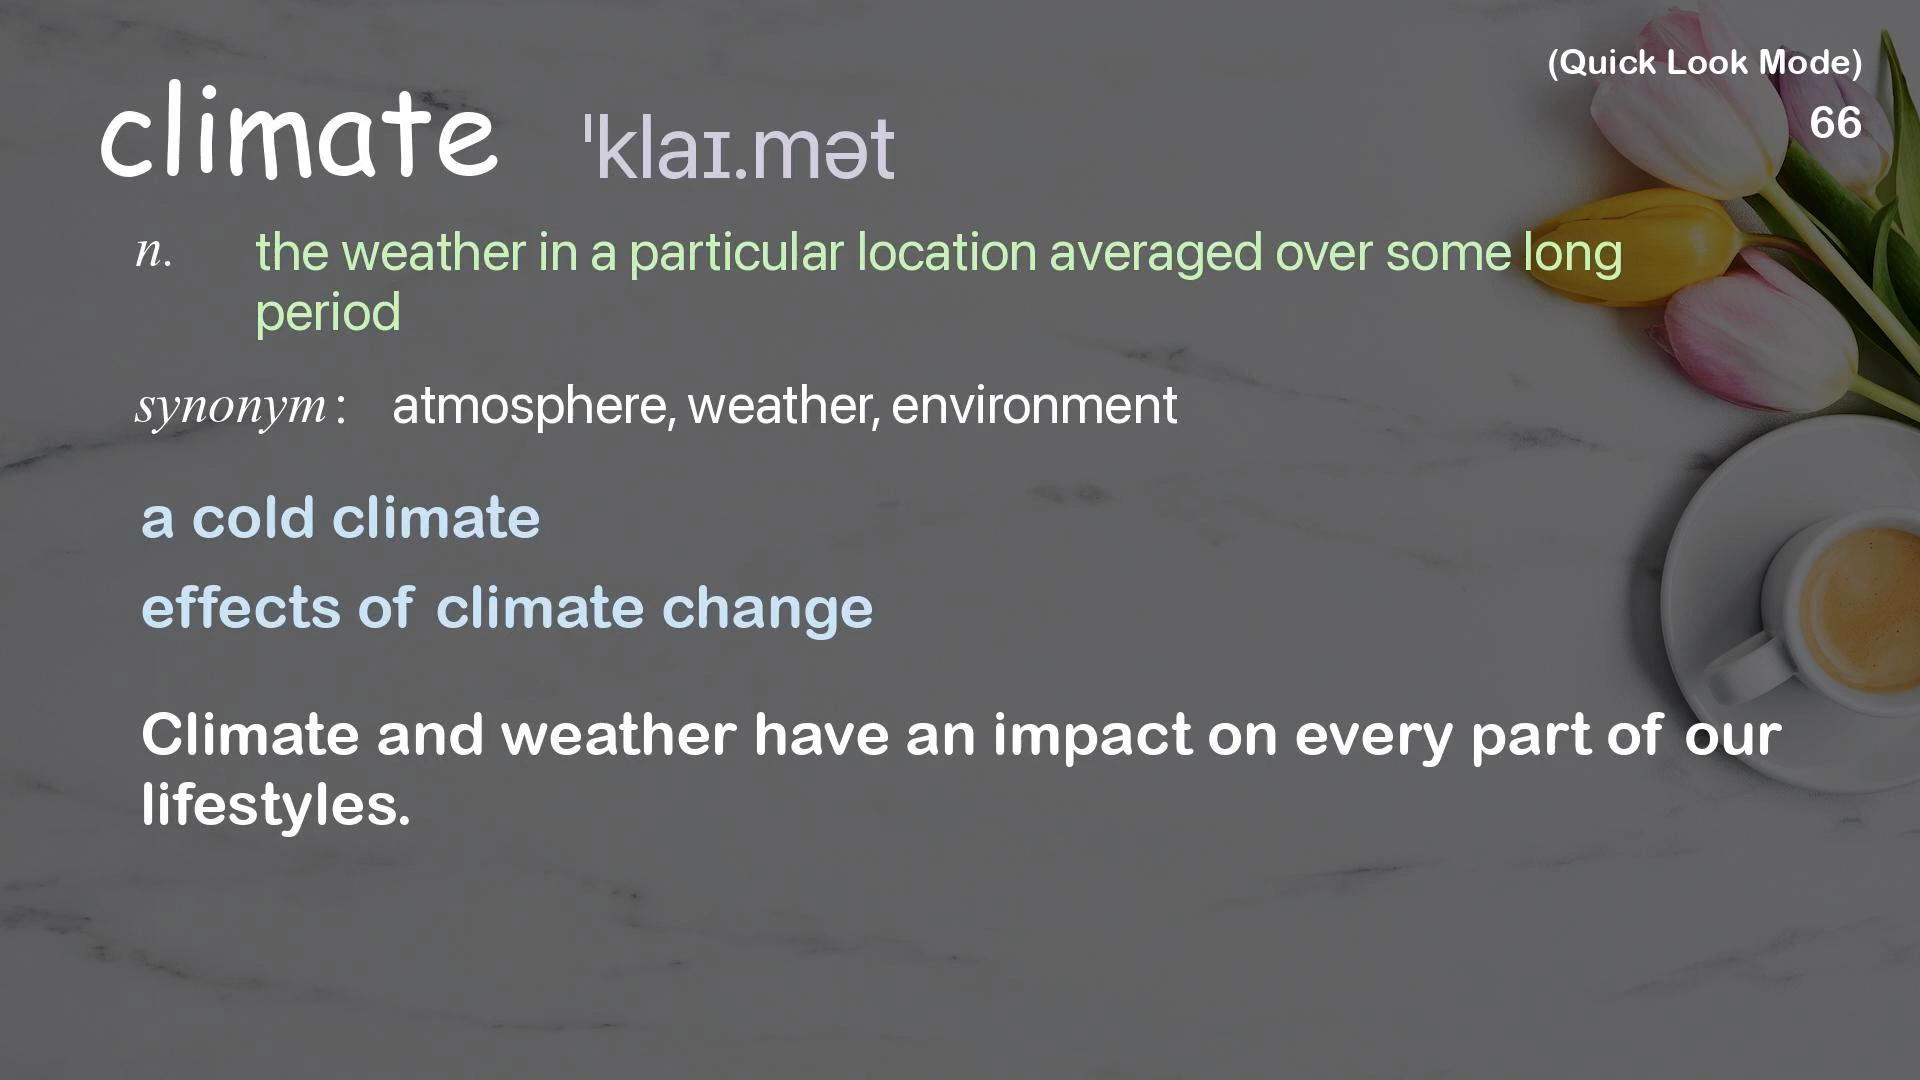 (Quick Look Mode)
66
climate ˈklaɪ.mət
n. the weather in a particular location averaged over some long
period
synonym: atmosphere, weather, environment
a cold climate
effects of climate change
Climate and weather have an impact on every part of our
lifestyles.